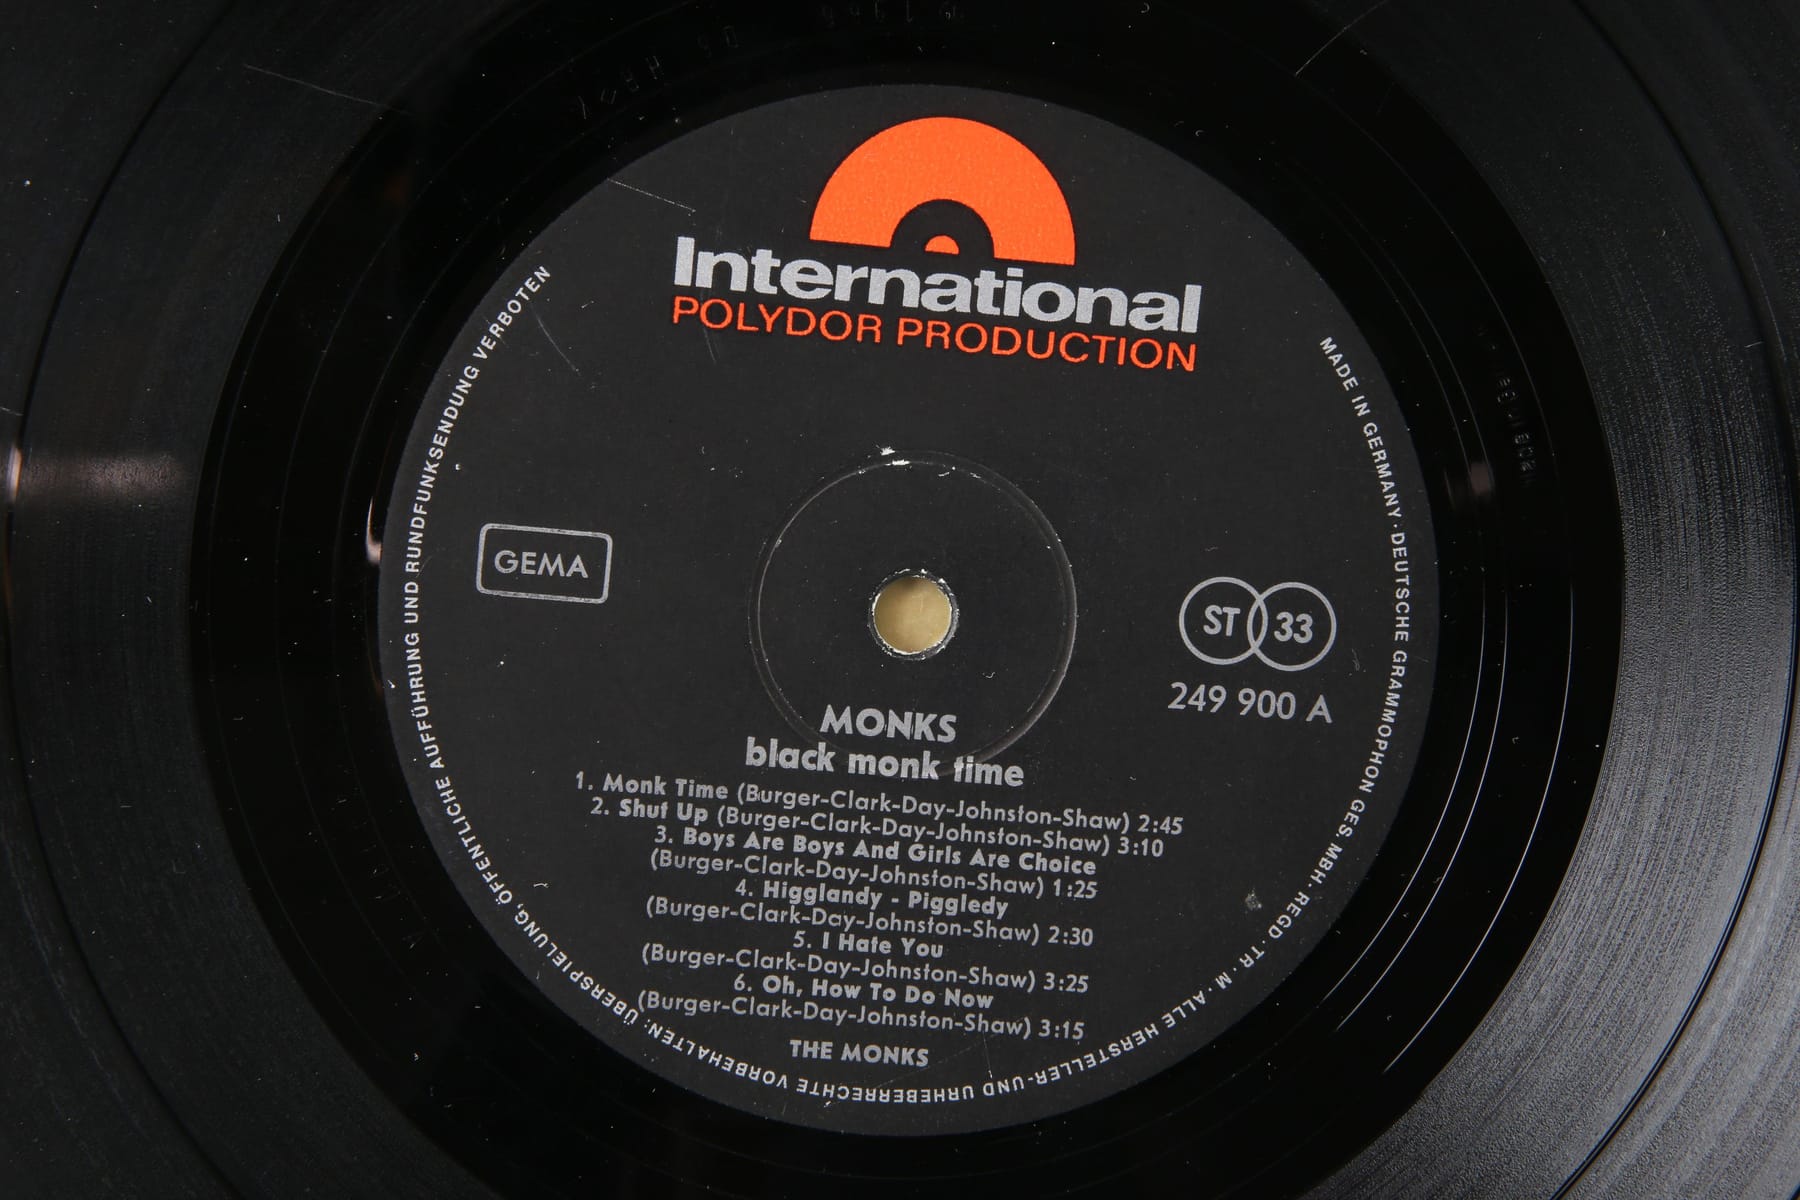 International
POLYDOR PRODUCTION
GEMA
ST 33
249 900 A
MONKS
black monk time
1. Monk Time (Burger-Clark-Day-Johnston-Shaw) 2:45
2. Shut Up (Burger-Clark-Day-Johnston-Shaw) 3:10
3. Boys Are Boys And Girls Are Choice
(Burger-Clark-Day-Johnston-Shaw) 1:25
4. Higglandy - Piggledy
(Burger-Clark-Day-Johnston-Shaw) 2:30
5. I Hate You
(Burger-Clark-Day-Johnston-Shaw) 3:25
6. Oh, How To Do Now
(Burger-Clark-Day-Johnston-Shaw) 3:15
THE MONKS
MADE IN GERMANY · DEUTSCHE GRAMMOPHON GES. MBH · REGD · TR · M · ALLE HERSTELLER- UND URHEBERRECHTE VORBEHALTEN: ÜBERSPIELUNG, ÖFFENTLICHE AUFFÜHRUNG UND RUNDFUNKSENDUNG VERBOTEN